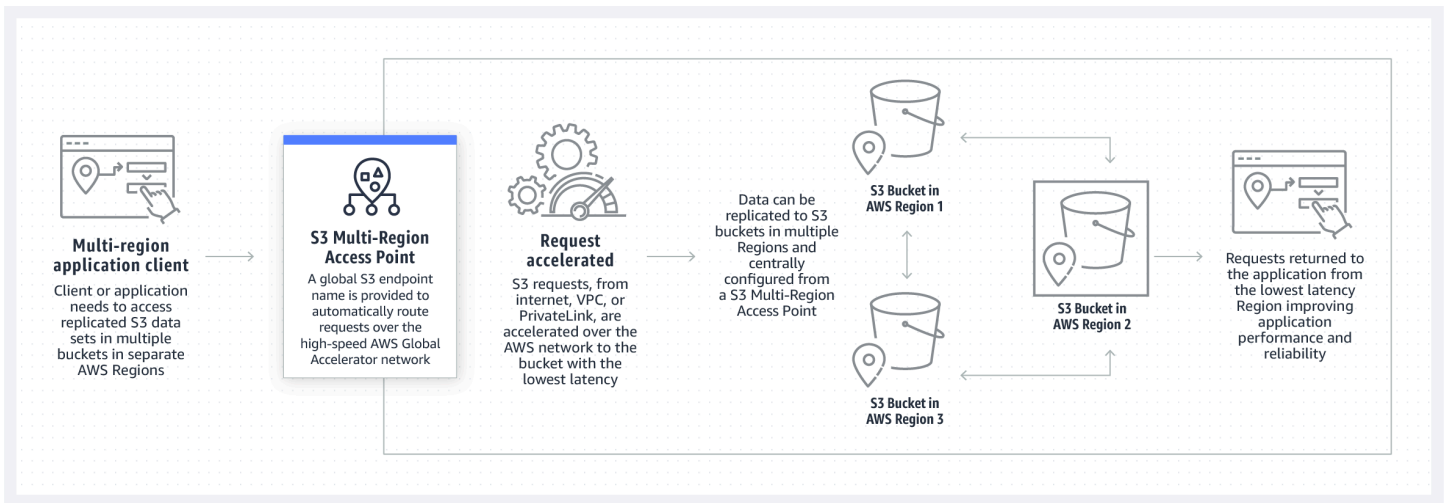 Multi-region
application client
Client or application
needs to access
replicated S3 data
sets in multiple
buckets in separate
AWS Regions
S3 Multi-Region
Access Point
A global S3 endpoint
name is provided to
automatically route
requests over the
high-speed AWS Global
Accelerator network
Request
accelerated
S3 requests, from
internet, VPC, or
PrivateLink, are
accelerated over the
AWS network to the
bucket with the
lowest latency
Data can be
replicated to S3
buckets in multiple
Regions and
centrally
configured from
a S3 Multi-Region
Access Point
S3 Bucket in
AWS Region 1
S3 Bucket in
AWS Region 3
S3 Bucket in
AWS Region 2
Requests returned to
the application from
the lowest latency
Region improving
application
performance and
reliability